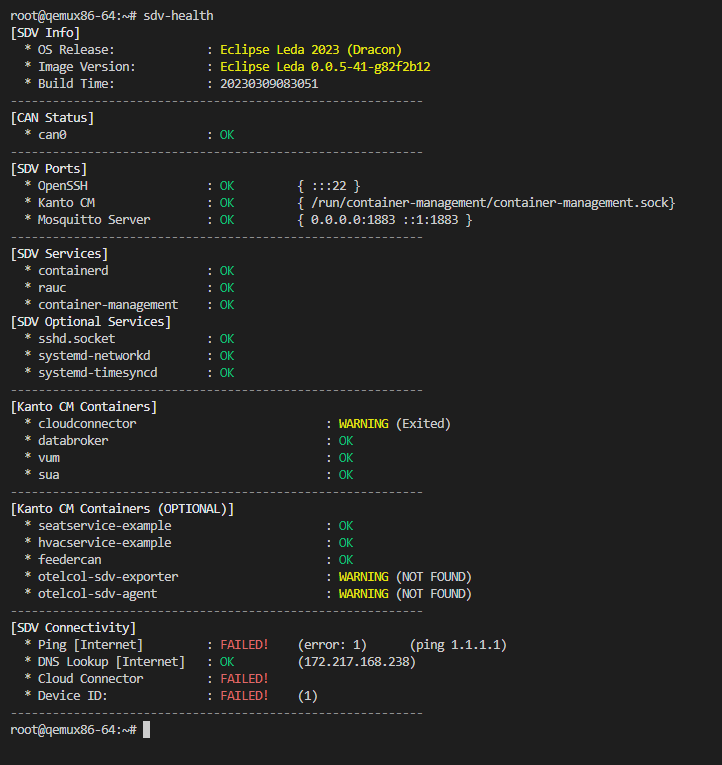 root@qemux86-64:~# sdv-health
[SDV Info]
* OS Release: : Eclipse Leda 2023 (Dracon)
* Image Version: : Eclipse Leda 0.0.5-41-g82f2b12
* Build Time: : 20230309083051
-----------------------------------------------------------
[CAN Status]
* can0 : OK
-----------------------------------------------------------
[SDV Ports]
* OpenSSH : OK { :::22 }
* Kanto CM : OK { /run/container-management/container-management.sock}
* Mosquitto Server : OK { 0.0.0.0:1883 ::1:1883 }
-----------------------------------------------------------
[SDV Services]
* containerd : OK
* rauc : OK
* container-management : OK
[SDV Optional Services]
* sshd.socket : OK
* systemd-networkd : OK
* systemd-timesyncd : OK
-----------------------------------------------------------
[Kanto CM Containers]
* cloudconnector : WARNING (Exited)
* databroker : OK
* vum : OK
* sua : OK
-----------------------------------------------------------
[Kanto CM Containers (OPTIONAL)]
* seatservice-example : OK
* hvacservice-example : OK
* feedercan : OK
* otelcol-sdv-exporter : WARNING (NOT FOUND)
* otelcol-sdv-agent : WARNING (NOT FOUND)
-----------------------------------------------------------
[SDV Connectivity]
* Ping [Internet] : FAILED! (error: 1) (ping 1.1.1.1)
* DNS Lookup [Internet] : OK (172.217.168.238)
* Cloud Connector : FAILED!
* Device ID: : FAILED! (1)
-----------------------------------------------------------
root@qemux86-64:~#